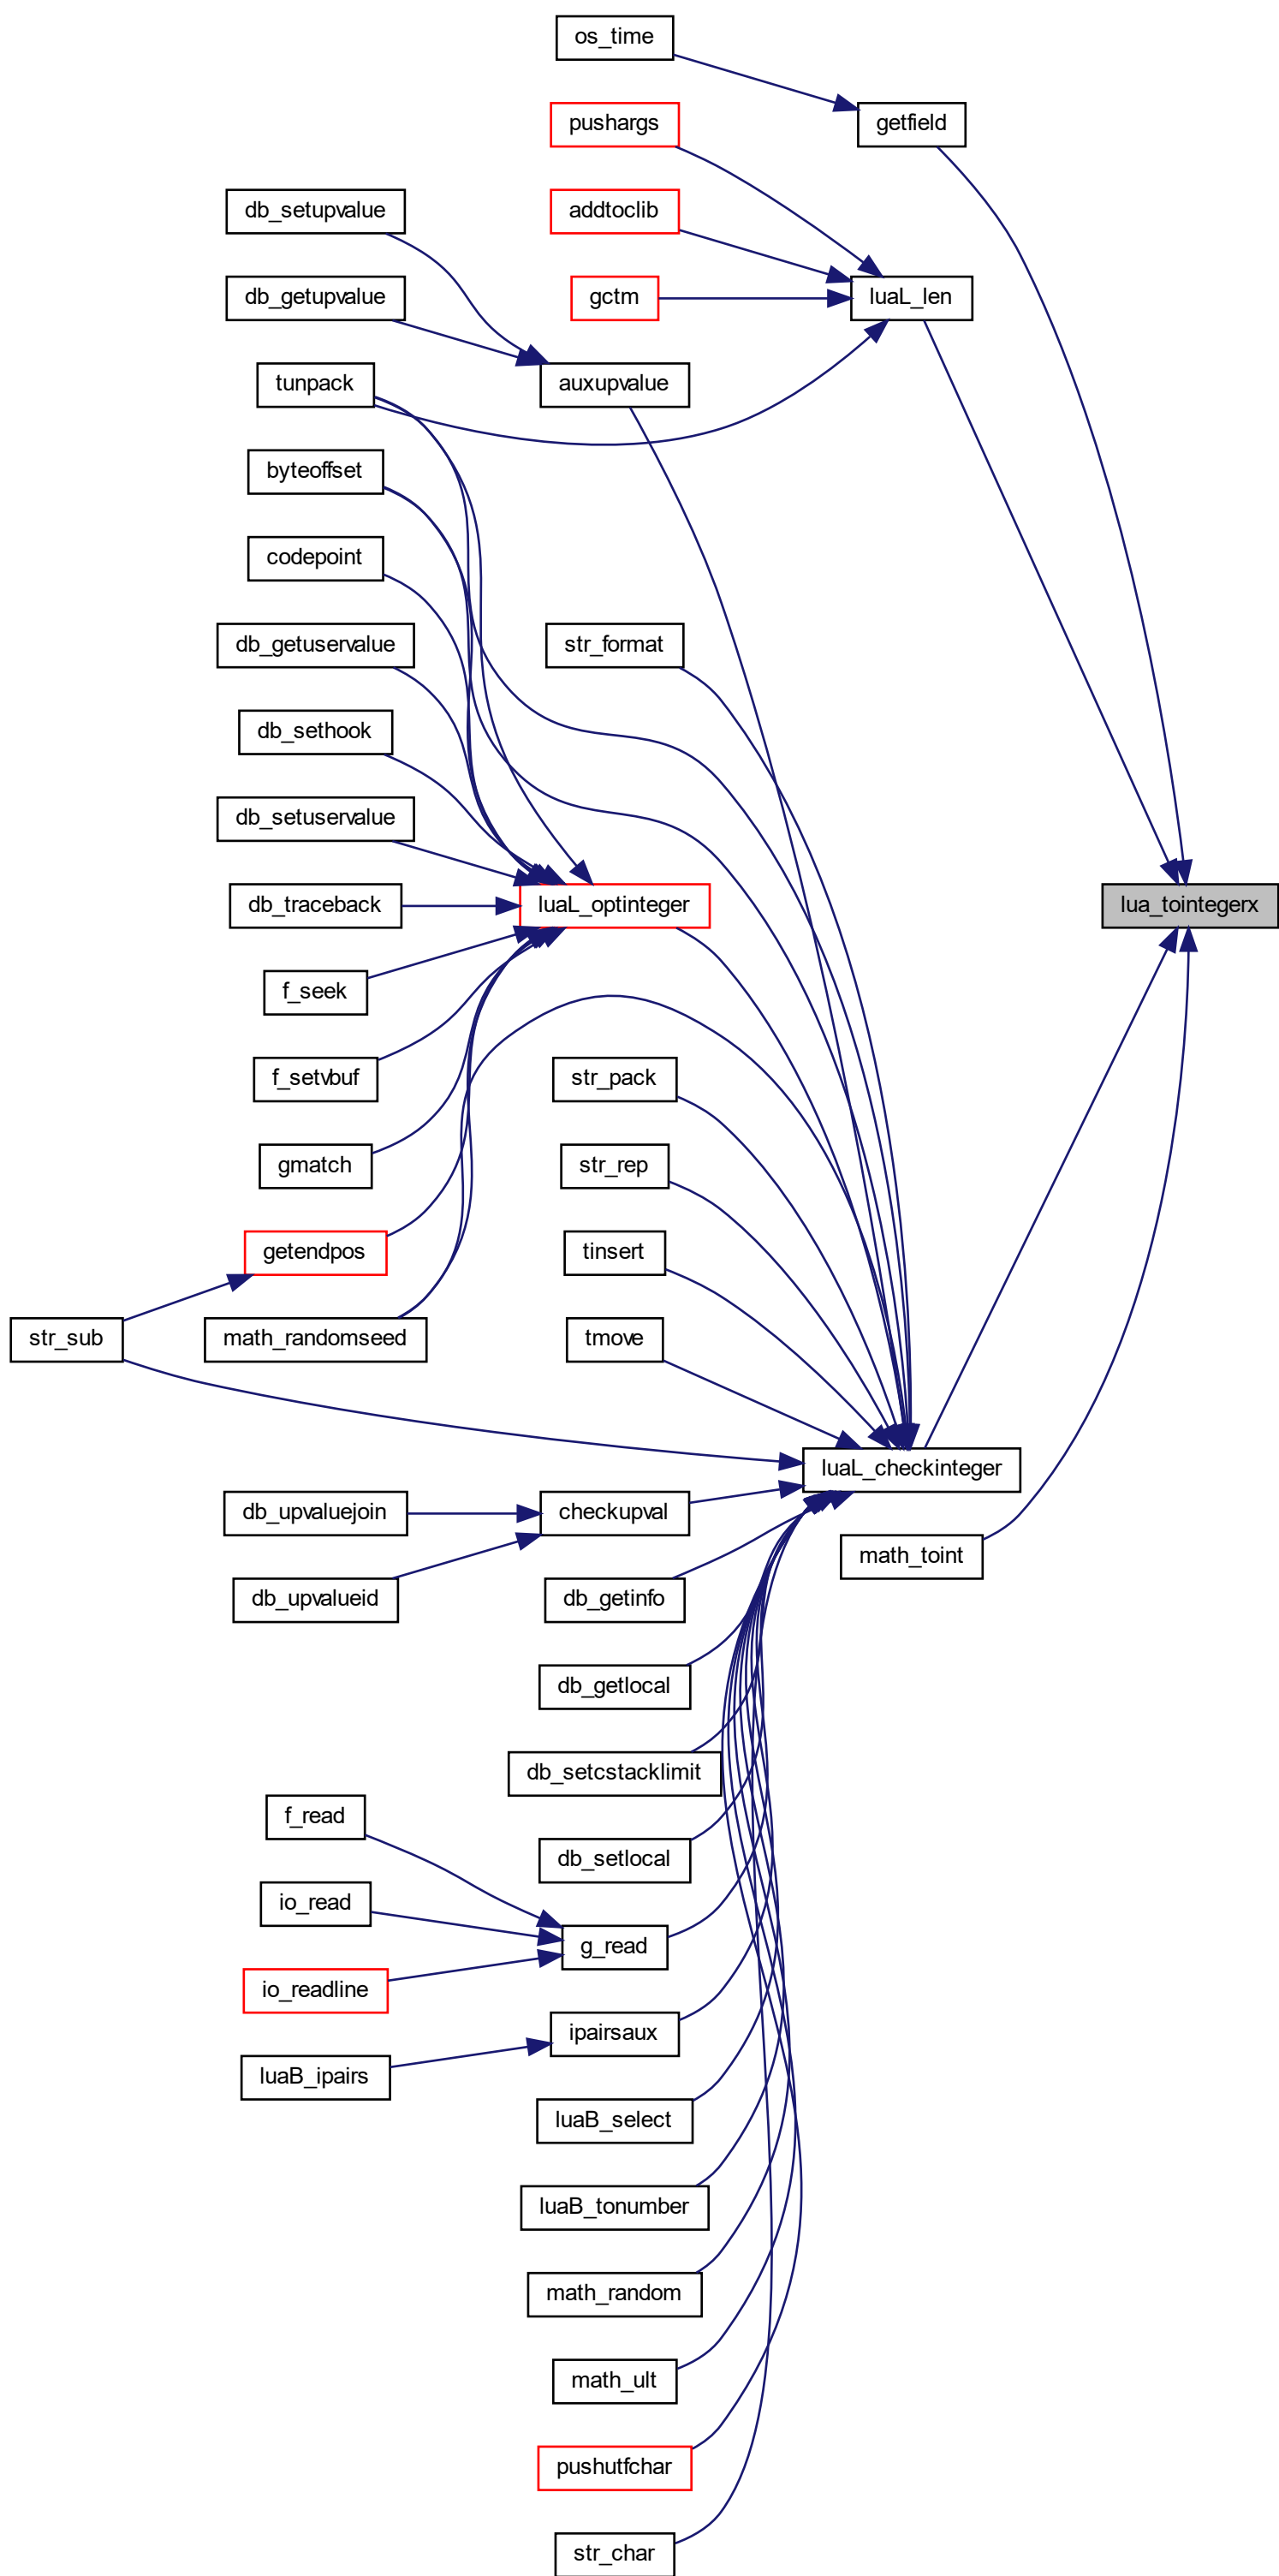 os_time
pushargs
getfield
db_setupvalue
addtoclib
db_getupvalue
gctm
luaL_len
tunpack
auxupvalue
byteoffset
codepoint
db_getuservalue
str_format
db_sethook
db_setuservalue
db_traceback
luaL_optinteger
lua_tointegerx
f_seek
f_setvbuf
str_pack
gmatch
str_rep
getendpos
tinsert
str_sub
math_randomseed
tmove
luaL_checkinteger
db_upvaluejoin
checkupval
math_toint
db_upvalueid
db_getinfo
db_getlocal
db_setcstacklimit
f_read
db_setlocal
io_read
g_read
io_readline
ipairsaux
luaB_ipairs
luaB_select
luaB_tonumber
math_random
math_ult
pushutfchar
str_char